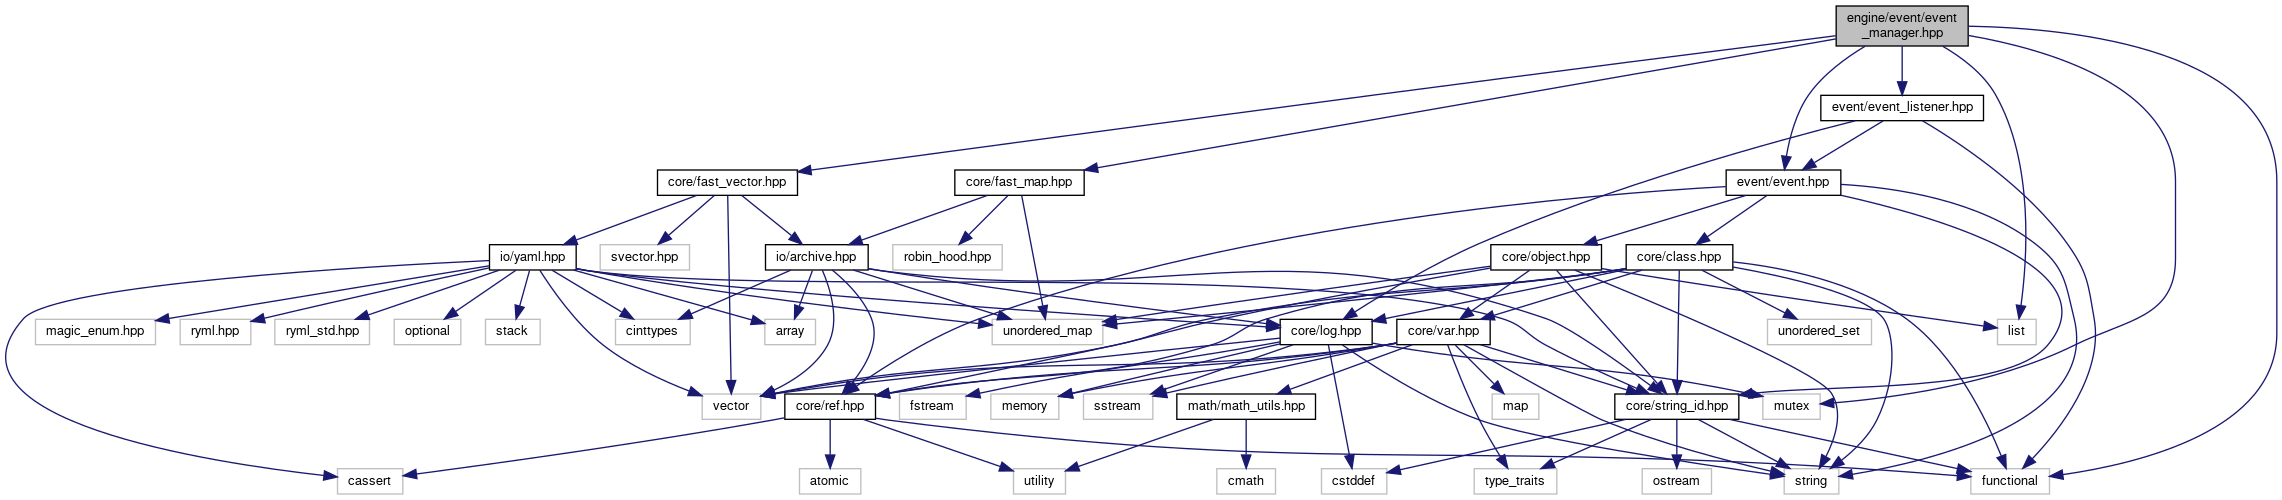 engine/event/event
_manager.hpp
event/event_listener.hpp
core/fast_vector.hpp
core/fast_map.hpp
event/event.hpp
io/yaml.hpp
svector.hpp
io/archive.hpp
robin_hood.hpp
core/object.hpp
core/class.hpp
magic_enum.hpp
ryml.hpp
ryml_std.hpp
optional
stack
cinttypes
array
unordered_map
core/log.hpp
core/var.hpp
unordered_set
list
vector
core/ref.hpp
fstream
memory
sstream
math/math_utils.hpp
map
core/string_id.hpp
mutex
cassert
atomic
utility
cmath
cstddef
type_traits
ostream
string
functional